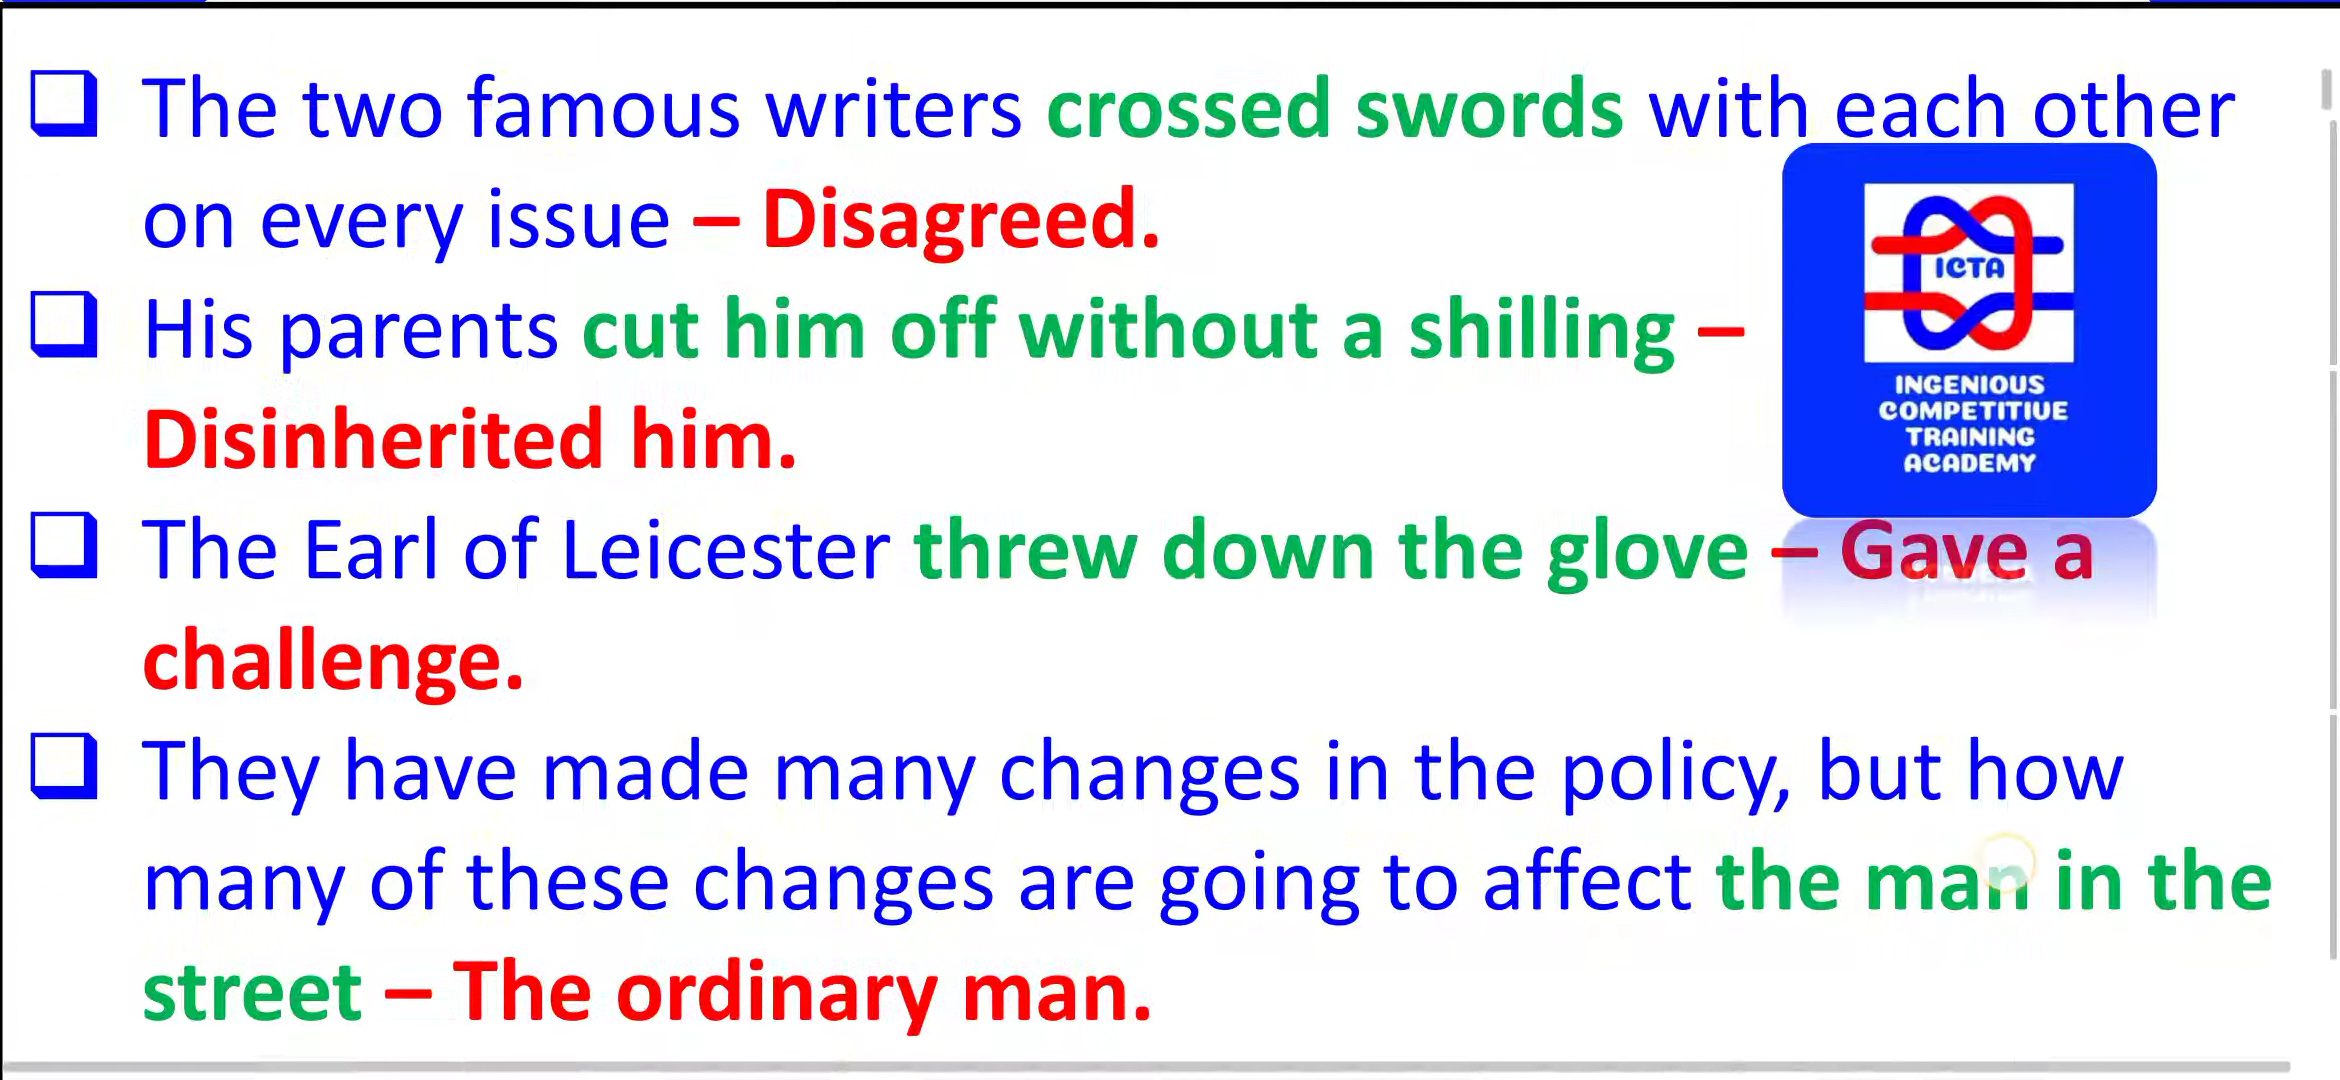 The two famous writers crossed swords with each other
on every issue – Disagreed.
His parents cut him off without a shilling –
Disinherited him.
The Earl of Leicester threw down the glove – Gave a
challenge.
They have made many changes in the policy, but how
many of these changes are going to affect the man in the
street – The ordinary man.
ICTA
INGENIOUS
COMPETITIVE
TRAINING
ACADEMY